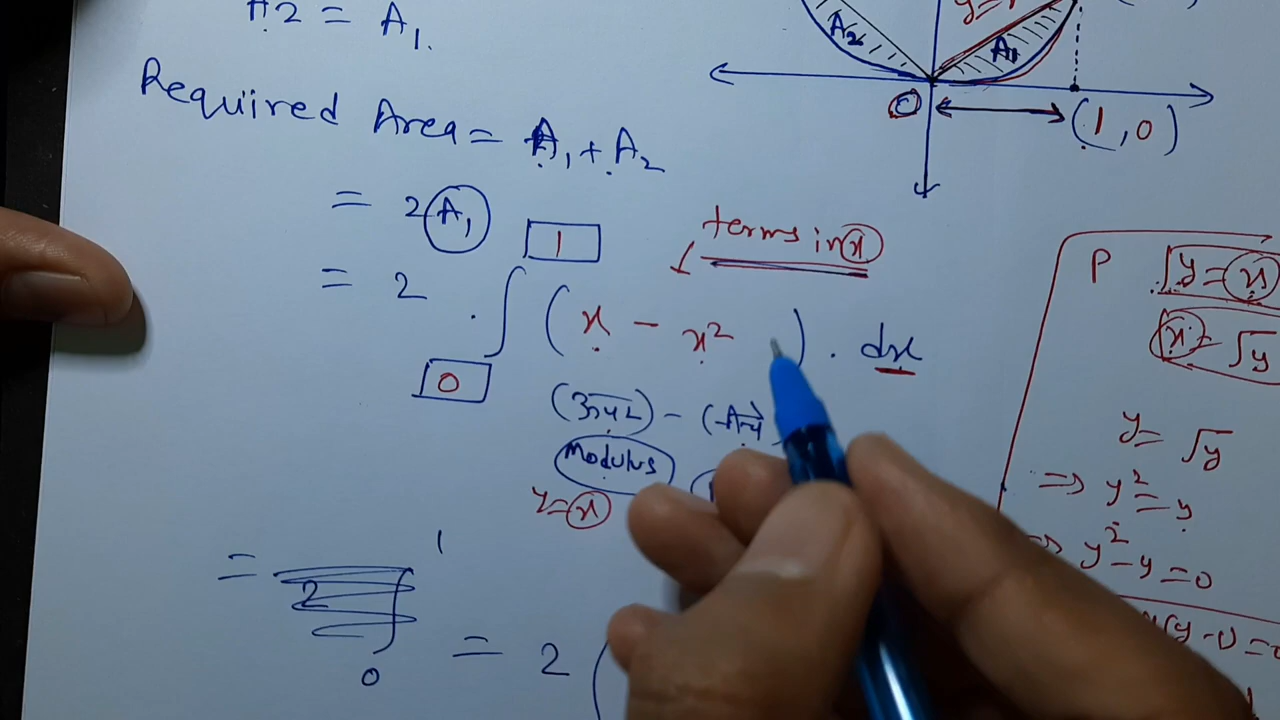 A2 = A1.
Required Area = A1 + A2
= 2 A1
= 2 . ∫ ( x - x² ) . dx
1
0
terms in x
Modulus
y = x
= 2 ∫
1
0
= 2 (
A2
A1
O
(1, 0)
P
y = x
x = √y
y = √y
⇒ y² = y
⇒ y² - y = 0